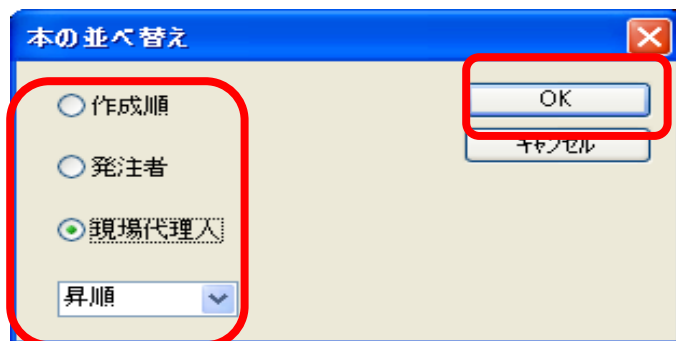 本の並べ替え
作成順
OK
キャンセル
発注者
現場代理人
昇順